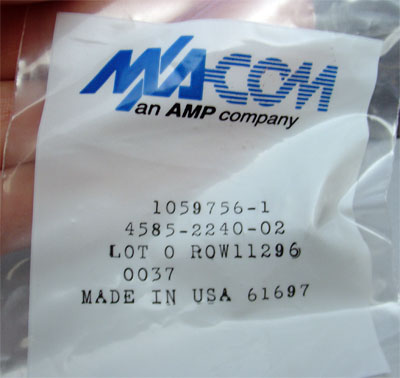 M/A-COM
an AMP company
1059756-1
4585-2240-02
LOT 0 ROW11296
0037
MADE IN USA 61697